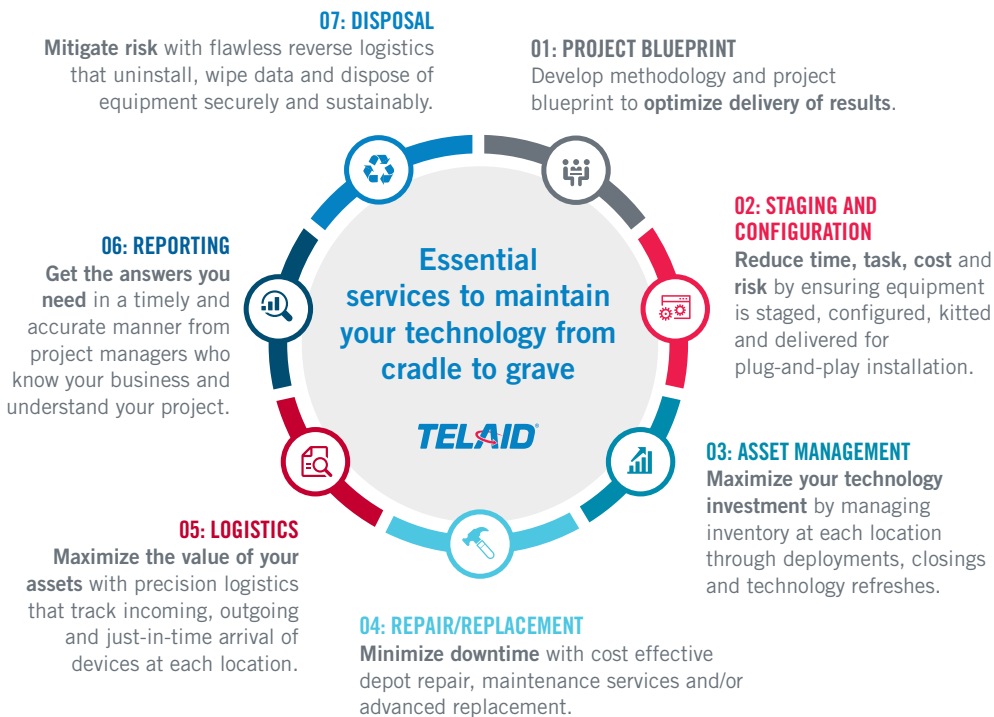 07: DISPOSAL
Mitigate risk with flawless reverse logistics
that uninstall, wipe data and dispose of
equipment securely and sustainably.
01: PROJECT BLUEPRINT
Develop methodology and project
blueprint to optimize delivery of results.
02: STAGING AND
CONFIGURATION
Reduce time, task, cost and
risk by ensuring equipment
is staged, configured, kitted
and delivered for
plug-and-play installation.
03: ASSET MANAGEMENT
Maximize your technology
investment by managing
inventory at each location
through deployments, closings
and technology refreshes.
04: REPAIR/REPLACEMENT
Minimize downtime with cost effective
depot repair, maintenance services and/or
advanced replacement.
05: LOGISTICS
Maximize the value of your
assets with precision logistics
that track incoming, outgoing
and just-in-time arrival of
devices at each location.
06: REPORTING
Get the answers you
need in a timely and
accurate manner from
project managers who
know your business and
understand your project.
Essential
services to maintain
your technology from
cradle to grave
TELAID®